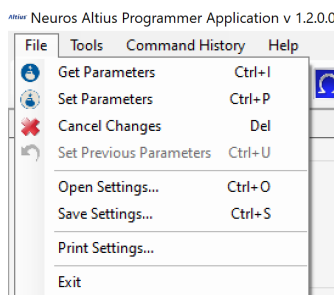 Altius Neuros Altius Programmer Application v 1.2.0.0
File Tools Command History Help
Get Parameters Ctrl+I
Set Parameters Ctrl+P
Cancel Changes Del
Set Previous Parameters Ctrl+U
Open Settings... Ctrl+O
Save Settings... Ctrl+S
Print Settings...
Exit